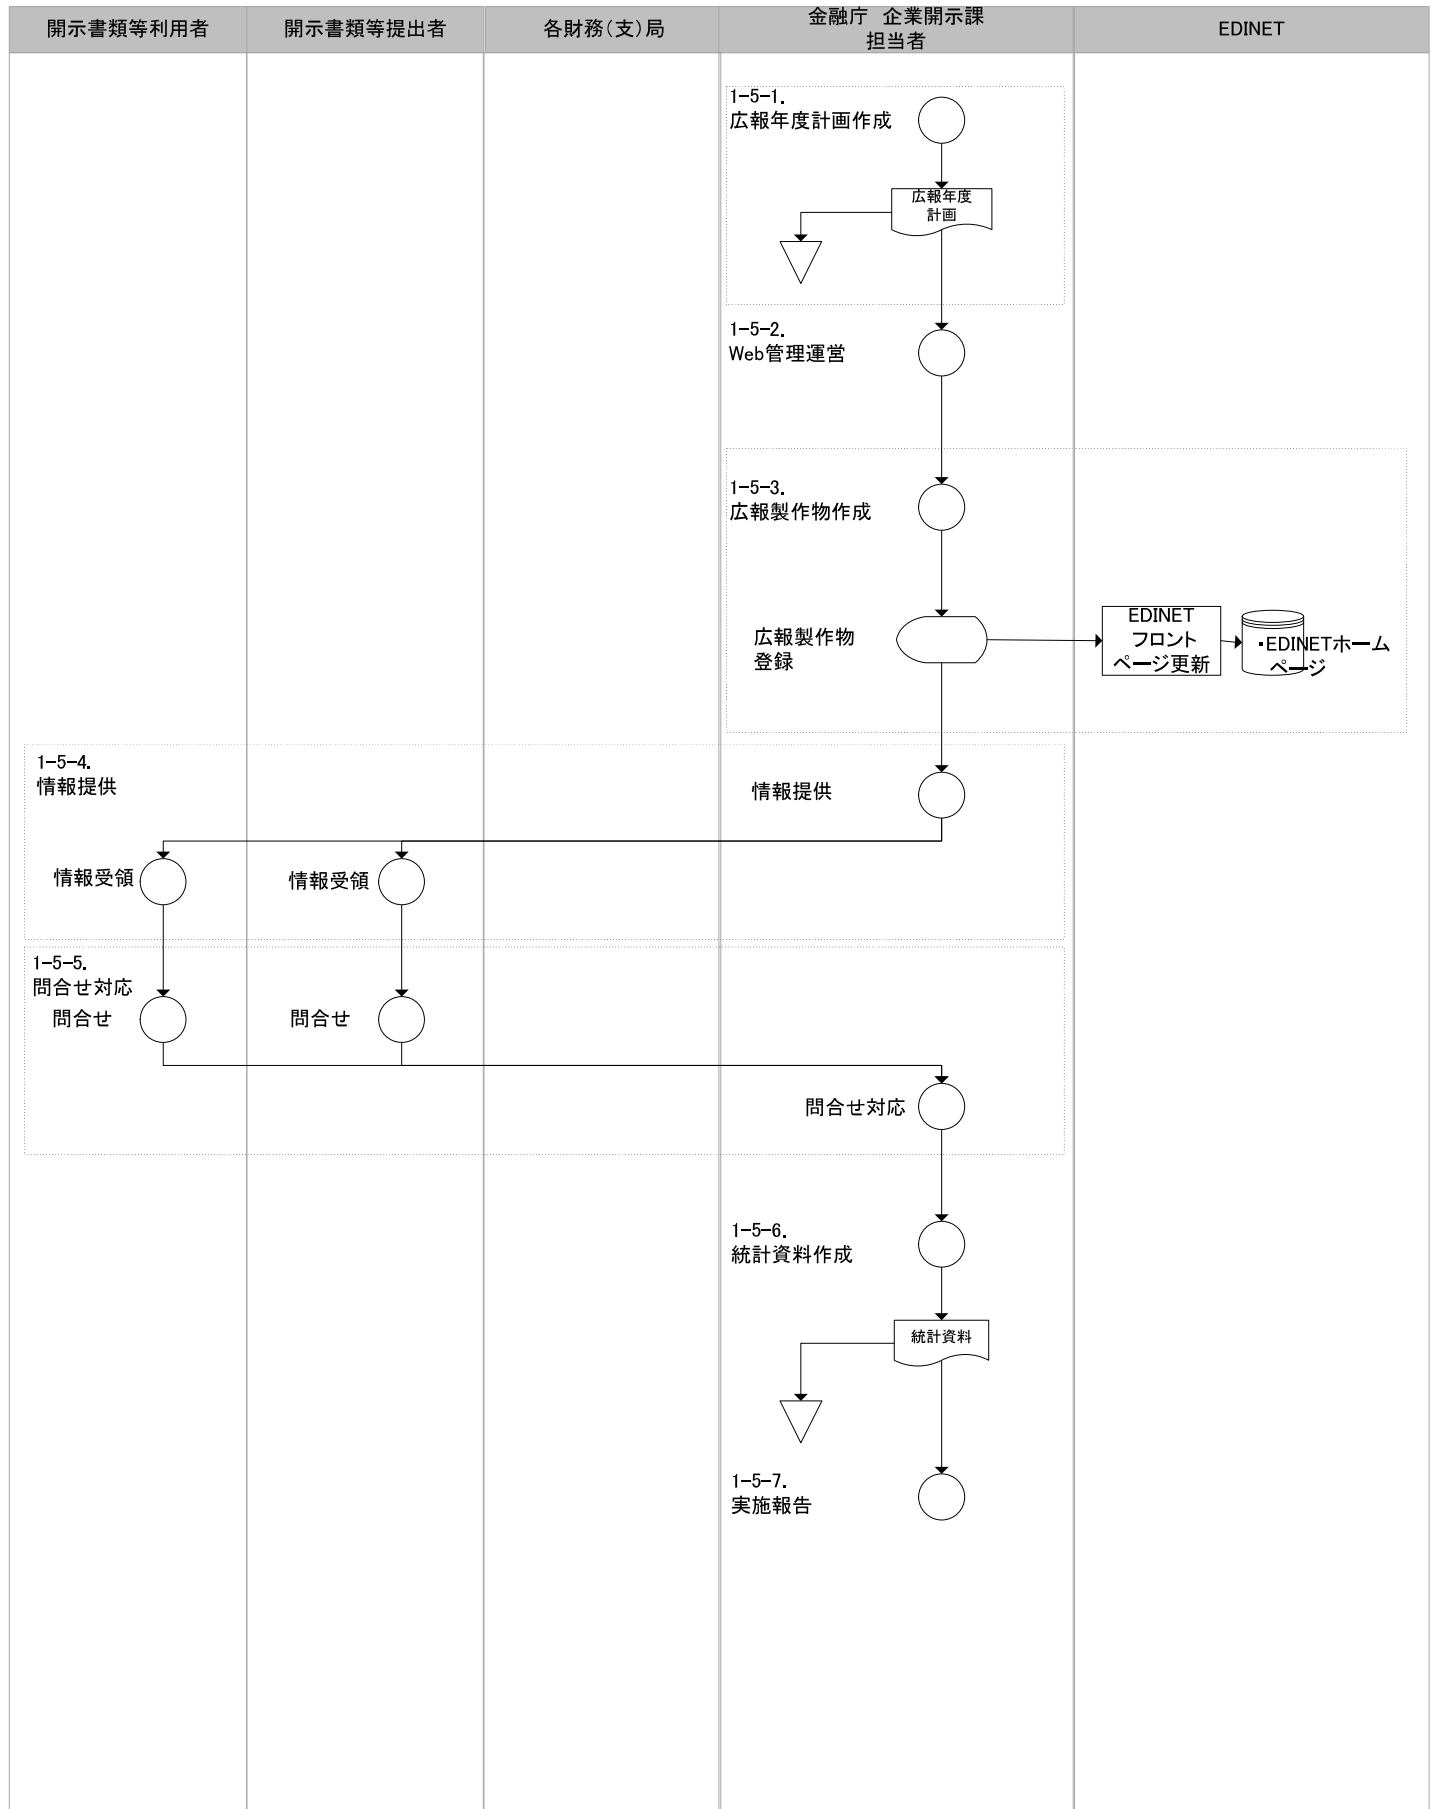 開示書類等利用者
開示書類等提出者
各財務(支)局
金融庁　企業開示課
担当者
EDINET
1-5-1.
広報年度計画作成
広報年度
計画
1-5-2.
Web管理運営
1-5-3.
広報製作物作成
広報製作物
登録
EDINET
フロント
ページ更新
・EDINETホーム
ページ
1-5-4.
情報提供
情報提供
情報受領
情報受領
1-5-5.
問合せ対応
問合せ
問合せ
問合せ対応
1-5-6.
統計資料作成
統計資料
1-5-7.
実施報告